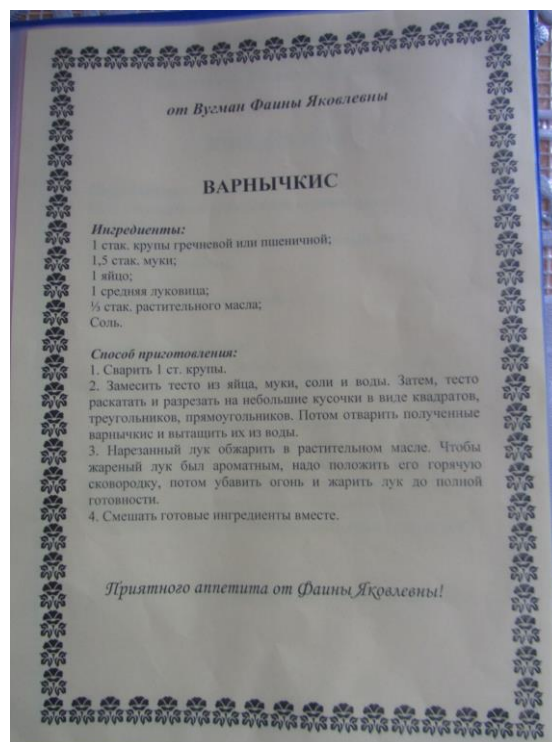 от Вугман Фаины Яковлевны
ВАРНЫЧКИС
Ингредиенты:
1 стак. крупы гречневой или пшеничной;
1,5 стак. муки;
1 яйцо;
1 средняя луковица;
⅓ стак. растительного масла;
Соль.
Способ приготовления:
1. Сварить 1 ст. крупы.
2. Замесить тесто из яйца, муки, соли и воды. Затем, тесто
раскатать и разрезать на небольшие кусочки в виде квадратов,
треугольников, прямоугольников. Потом отварить полученные
варнычкис и вытащить их из воды.
3. Нарезанный лук обжарить в растительном масле. Чтобы
жареный лук был ароматным, надо положить его горячую
сковородку, потом убавить огонь и жарить лук до полной
готовности.
4. Смешать готовые ингредиенты вместе.
Приятного аппетита от Фаины Яковлевны!